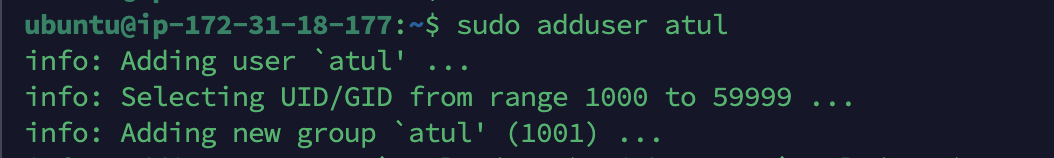 ubuntu@ip-172-31-18-177:~$ sudo adduser atul
info: Adding user `atul' ...
info: Selecting UID/GID from range 1000 to 59999 ...
info: Adding new group `atul' (1001) ...